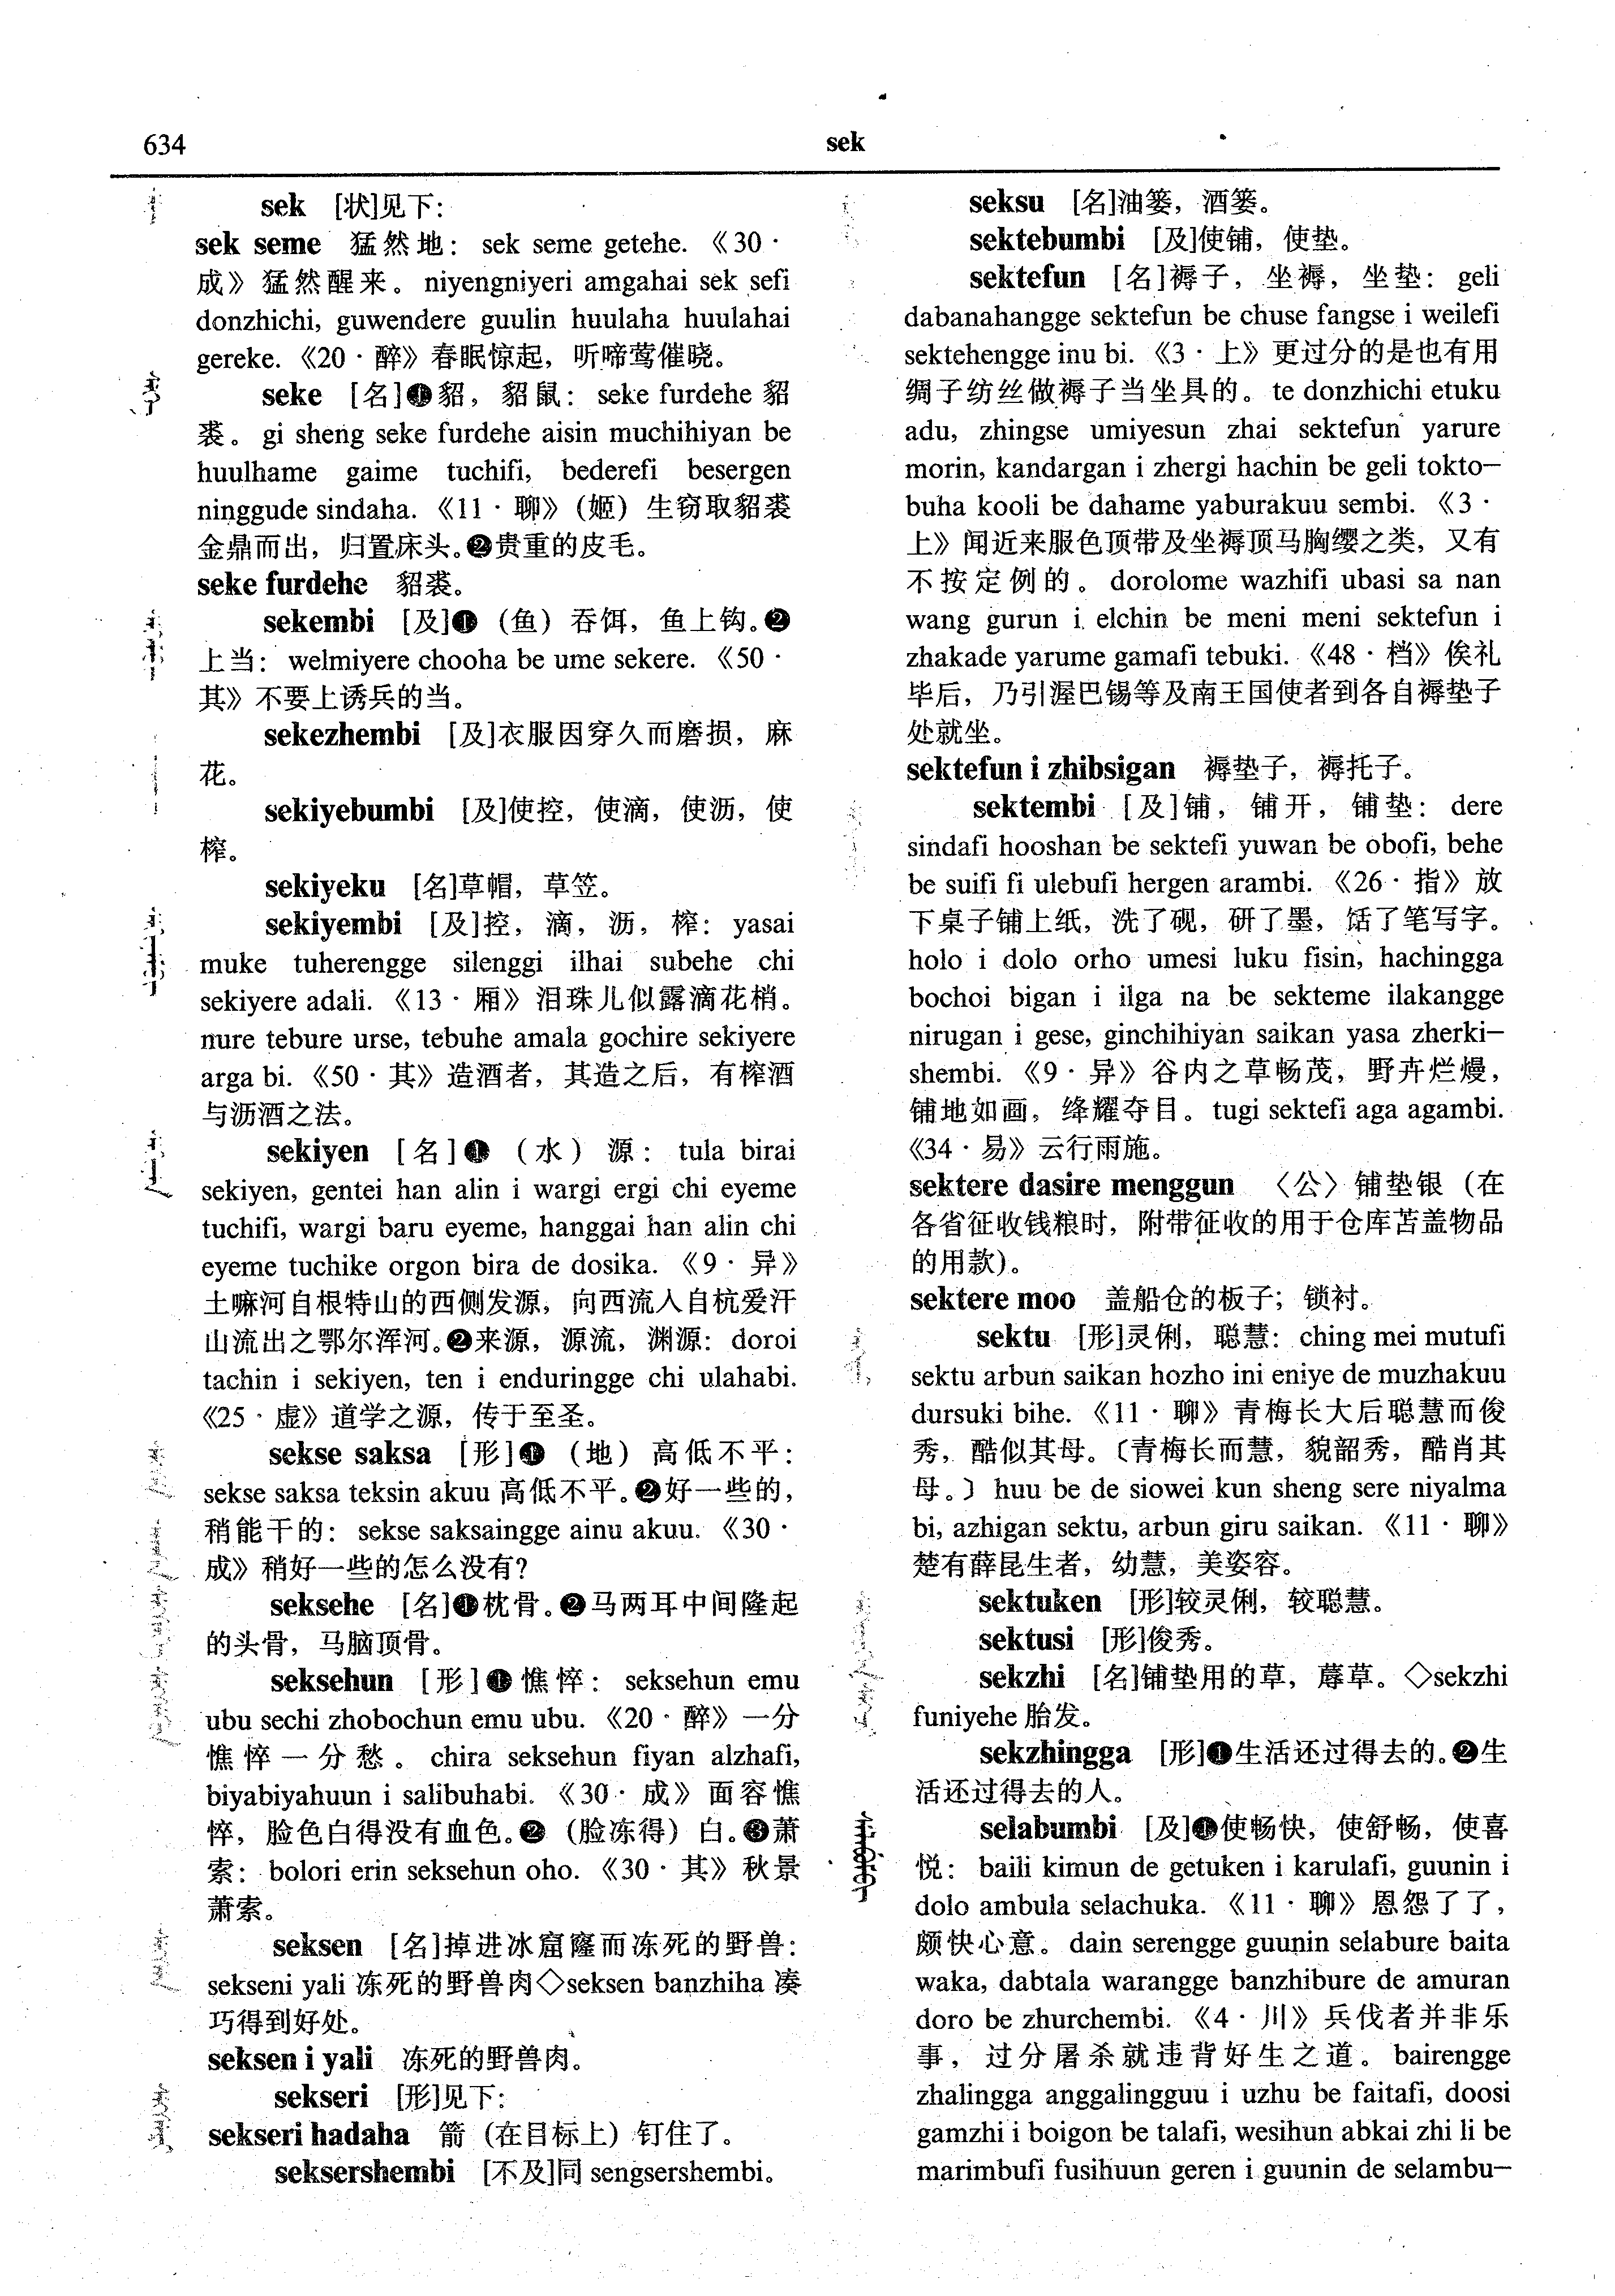 634
sek
sek [状]见下：
sek seme 猛然地： sek seme getehe. 《30·
成》猛然醒来。niyengniyeri amgahai sek sefi
donzhichi, guwendere guulin huulaha huulahai
gereke. 《20·醉》春眠惊起，听啼莺催晓。
seke [名]❶貂，貂鼠： seke furdehe 貂
裘。gi sheng seke furdehe aisin muchihiyan be
huulhame gaime tuchifi, bederefi besergen
ninggude sindaha. 《11·聊》（姬）生窃取貂裘
金鼎而出，归置床头。❷贵重的皮毛。
seke furdehe 貂裘。
sekembi [及]❶（鱼）吞饵，鱼上钩。❷
上当： welmiyere chooha be ume sekere. 《50·
其》不要上诱兵的当。
sekezhembi [及]衣服因穿久而磨损，麻
花。
sekiyebumbi [及]使控，使滴，使沥，使
榨。
sekiyeku [名]草帽，草笠。
sekiyembi [及]控，滴，沥，榨： yasai
muke tuherengge silenggi ilhai subehe chi
sekiyere adali. 《13·厢》泪珠儿似露滴花梢。
nure tebure urse, tebuhe amala gochire sekiyere
arga bi. 《50·其》造酒者，其造之后，有榨酒
与沥酒之法。
sekiyen [名]❶（水）源： tula birai
sekiyen, gentei han alin i wargi ergi chi eyeme
tuchifi, wargi baru eyeme, hanggai han alin chi
eyeme tuchike orgon bira de dosika. 《9·异》
土嘛河自根特山的西侧发源，向西流入自杭爱汗
山流出之鄂尔浑河。❷来源，源流，渊源： doroi
tachin i sekiyen, ten i enduringge chi ulahabi.
《25·虚》道学之源，传于至圣。
sekse saksa [形]❶（地）高低不平：
sekse saksa teksin akuu 高低不平。❷好一些的，
稍能干的： sekse saksaingge ainu akuu. 《30·
成》稍好一些的怎么没有？
seksehe [名]❶枕骨。❷马两耳中间隆起
的头骨，马脑顶骨。
seksehun [形]❶憔悴： seksehun emu
ubu sechi zhobochun emu ubu. 《20·醉》一分
憔悴一分愁。chira seksehun fiyan alzhafi,
biyabiyahuun i salibuhabi. 《30·成》面容憔
悴，脸色白得没有血色。❷（脸冻得）白。❸萧
索： bolori erin seksehun oho. 《30·其》秋景
萧索。
seksen [名]掉进冰窟窿而冻死的野兽：
sekseni yali 冻死的野兽肉◇seksen banzhiha 凑
巧得到好处。
seksen i yali 冻死的野兽肉。
sekseri [形]见下：
sekseri hadaha 箭（在目标上）钉住了。
seksershembi [不及]同 sengsershembi。
seksu [名]油篓，酒篓。
sektebumbi [及]使铺，使垫。
sektefun [名]褥子，坐褥，坐垫： geli
dabanahangge sektefun be chuse fangse i weilefi
sektehengge inu bi. 《3·上》更过分的是也有用
绸子纺丝做褥子当坐具的。te donzhichi etuku
adu, zhingse umiyesun zhai sektefun yarure
morin, kandargan i zhergi hachin be geli tokto-
buha kooli be dahame yaburakuu sembi. 《3·
上》闻近来服色顶带及坐褥顶马胸缨之类，又有
不按定例的。dorolome wazhifi ubasi sa nan
wang gurun i elchin be meni meni sektefun i
zhakade yarume gamafi tebuki. 《48·档》俟礼
毕后，乃引渥巴锡等及南王国使者到各自褥垫子
处就坐。
sektefun i zhibsigan 褥垫子，褥托子。
sektembi [及]铺，铺开，铺垫： dere
sindafi hooshan be sektefi yuwan be obofi, behe
be suifi fi ulebufi hergen arambi. 《26·指》放
下桌子铺上纸，洗了砚，研了墨，饣舌了笔写字。
holo i dolo orho umesi luku fisin, hachingga
bochoi bigan i ilga na be sekteme ilakangge
nirugan i gese, ginchihiyan saikan yasa zherki-
shembi. 《9·异》谷内之草畅茂，野卉烂熳，
铺地如画，绛耀夺目。tugi sektefi aga agambi.
《34·易》云行雨施。
sektere dasire menggun 〈公〉铺垫银（在
各省征收钱粮时，附带征收的用于仓库苫盖物品
的用款）。
sektere moo 盖船仓的板子；锁衬。
sektu [形]灵俐，聪慧： ching mei mutufi
sektu arbun saikan hozho ini eniye de muzhakuu
dursuki bihe. 《11·聊》青梅长大后聪慧而俊
秀，酷似其母。〔青梅长而慧，貌韶秀，酷肖其
母。〕huu be de siowei kun sheng sere niyalma
bi, azhigan sektu, arbun giru saikan. 《11·聊》
楚有薛昆生者，幼慧，美姿容。
sektuken [形]较灵俐，较聪慧。
sektusi [形]俊秀。
sekzhi [名]铺垫用的草，蓐草。◇sekzhi
funiyehe 胎发。
sekzhingga [形]❶生活还过得去的。❷生
活还过得去的人。
selabumbi [及]❶使畅快，使舒畅，使喜
悦： baili kimun de getuken i karulafi, guunin i
dolo ambula selachuka. 《11·聊》恩怨了了，
颇快心意。dain serengge guunin selabure baita
waka, dabtala warangge banzhibure de amuran
doro be zhurchembi. 《4·川》兵伐者并非乐
事，过分屠杀就违背好生之道。bairengge
zhalingga anggalingguu i uzhu be faitafi, doosi
gamzhi i boigon be talafi, wesihun abkai zhi li be
marimbufi fusihuun geren i guunin de selambu-